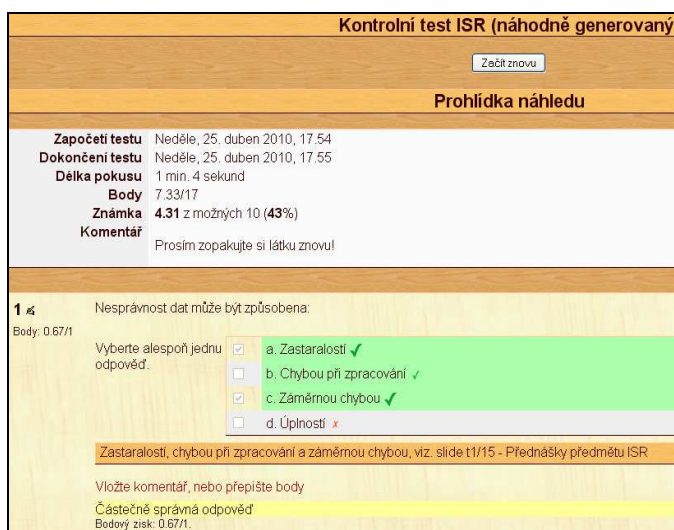 Kontrolní test ISR (náhodně generovaný
Začít znovu
Prohlídka náhledu
Započetí testu Neděle, 25. duben 2010, 17.54
Dokončení testu Neděle, 25. duben 2010, 17.55
Délka pokusu 1 min. 4 sekund
Body 7.33/17
Známka 4.31 z možných 10 (43%)
Komentář
Prosím zopakujte si látku znovu!
1 Nesprávnost dat může být způsobena:
Body: 0.67/1
Vyberte alespoň jednu odpověď.
a. Zastaralostí
b. Chybou při zpracování
c. Záměrnou chybou
d. Úplností
Zastaralostí, chybou při zpracování a záměrnou chybou, viz. slide t1/15 - Přednášky předmětu ISR
Vložte komentář, nebo přepište body
Částečně správná odpověď
Bodový zisk: 0.67/1.